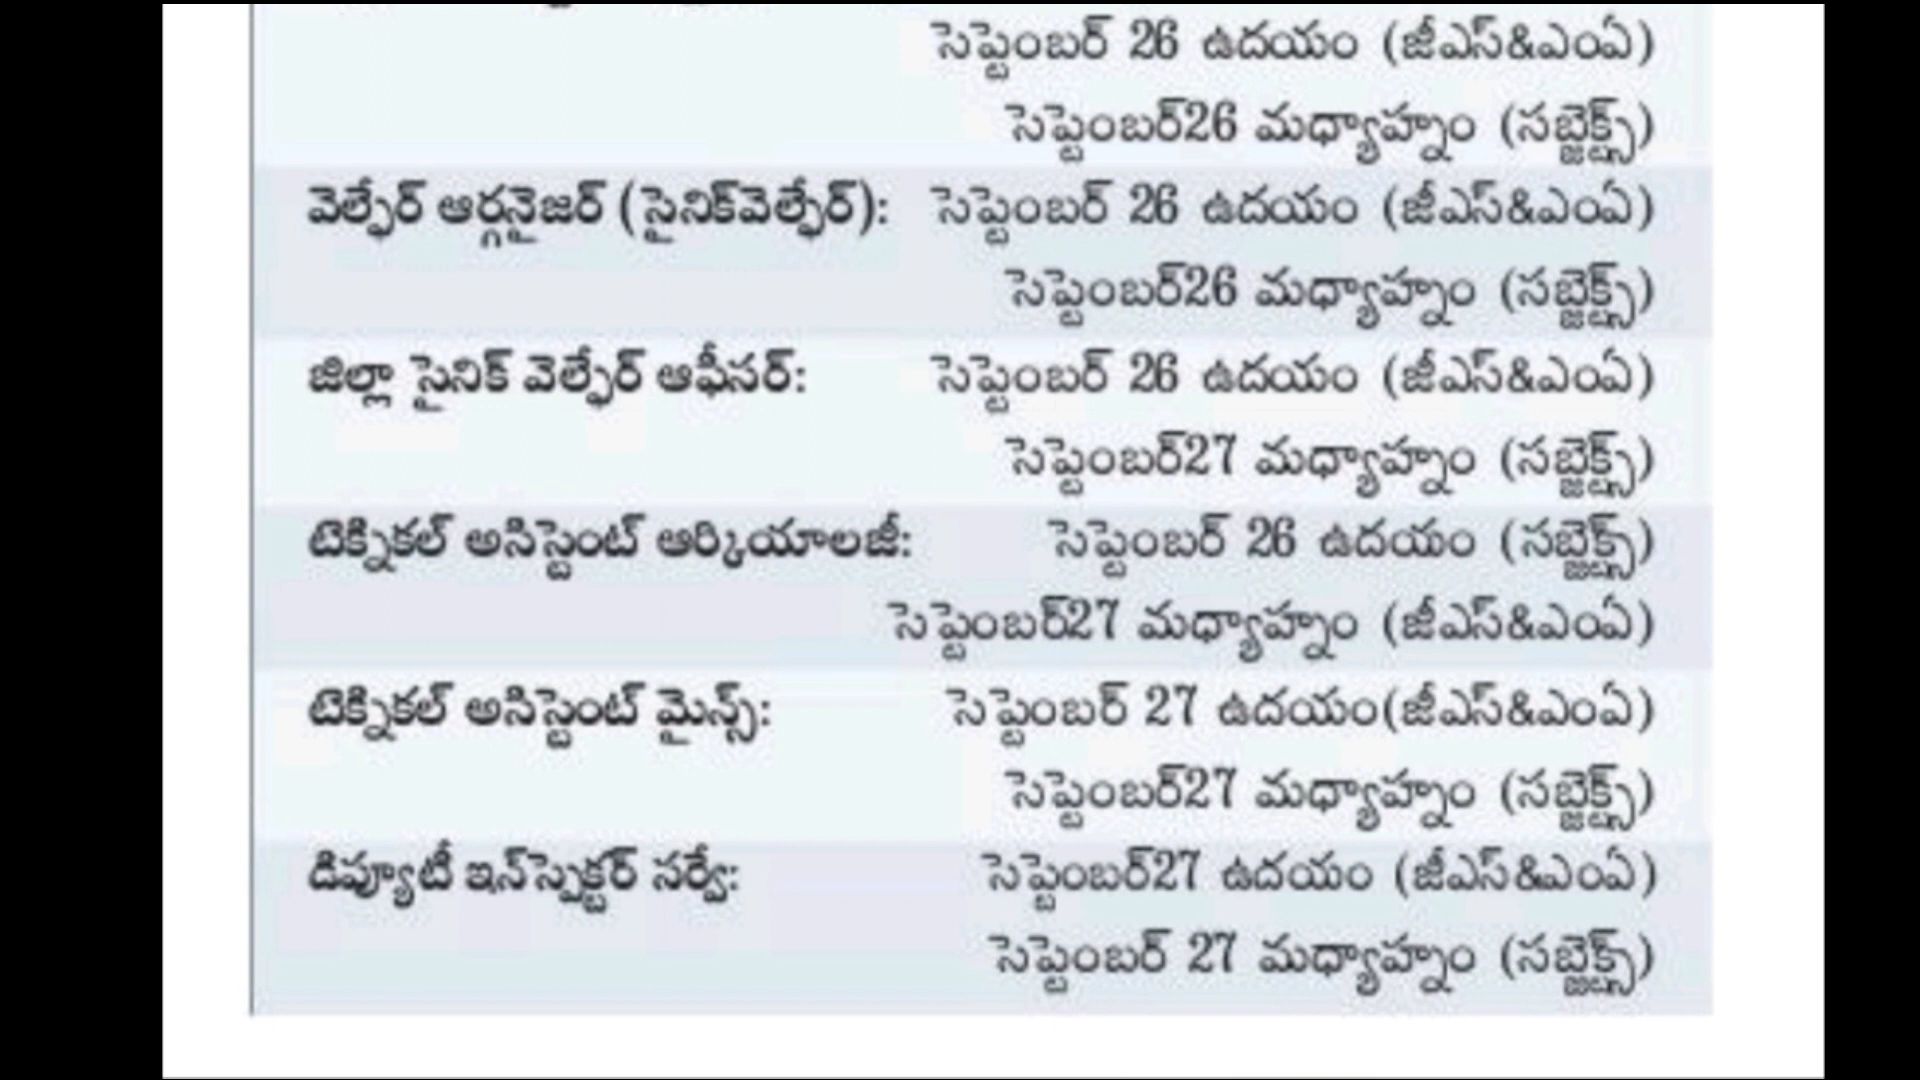 సెప్టెంబర్ 26 ఉదయం (జీఎస్&ఎంఏ)
సెప్టెంబర్26 మధ్యాహ్నం (సబ్జెక్ట్స్)
వెల్ఫేర్ ఆర్గనైజర్ (సైనిక్‌వెల్ఫేర్): సెప్టెంబర్ 26 ఉదయం (జీఎస్&ఎంఏ)
సెప్టెంబర్26 మధ్యాహ్నం (సబ్జెక్ట్స్)
జిల్లా సైనిక్ వెల్ఫేర్ ఆఫీసర్: సెప్టెంబర్ 26 ఉదయం (జీఎస్&ఎంఏ)
సెప్టెంబర్27 మధ్యాహ్నం (సబ్జెక్ట్స్)
టెక్నికల్ అసిస్టెంట్ ఆర్కియాలజీ: సెప్టెంబర్ 26 ఉదయం (సబ్జెక్ట్స్)
సెప్టెంబర్27 మధ్యాహ్నం (జీఎస్&ఎంఏ)
టెక్నికల్ అసిస్టెంట్ మైన్స్: సెప్టెంబర్ 27 ఉదయం(జీఎస్&ఎంఏ)
సెప్టెంబర్27 మధ్యాహ్నం (సబ్జెక్ట్స్)
డిప్యూటీ ఇన్‌స్పెక్టర్ సర్వే: సెప్టెంబర్27 ఉదయం (జీఎస్&ఎంఏ)
సెప్టెంబర్ 27 మధ్యాహ్నం (సబ్జెక్ట్స్)